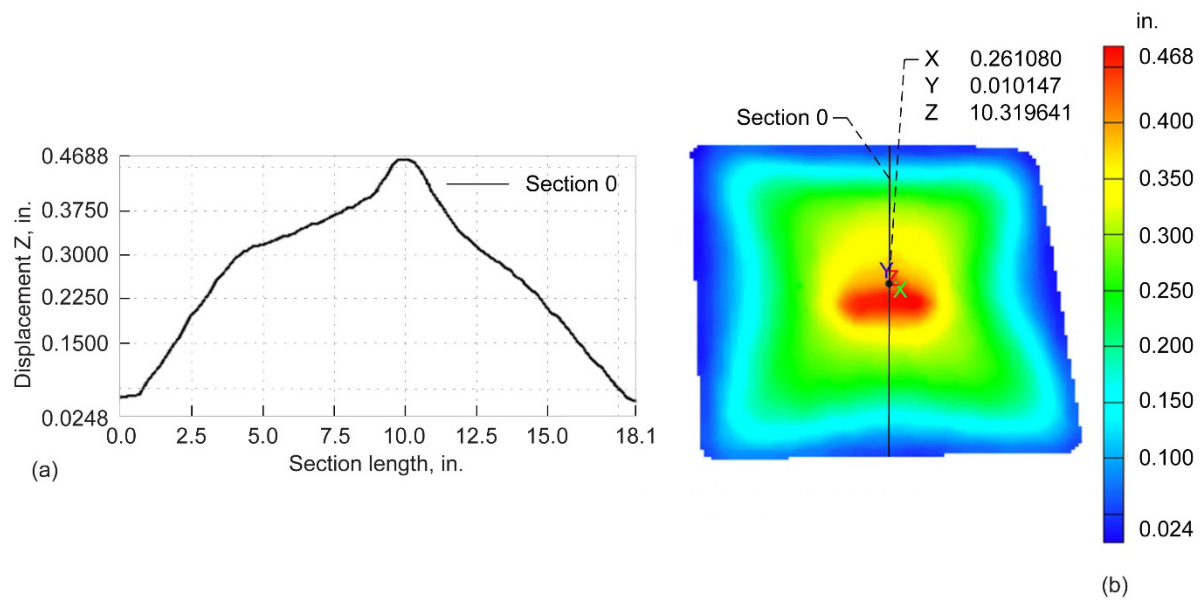 0.4688
0.3750
0.3000
0.2250
0.1500
0.0248
Displacement Z, in.
Section 0
0.0 2.5 5.0 7.5 10.0 12.5 15.0 18.1
Section length, in.
(a)
X 0.261080
Y 0.010147
Z 10.319641
Section 0
Y
Z
X
in.
0.468
0.400
0.350
0.300
0.250
0.200
0.150
0.100
0.024
(b)